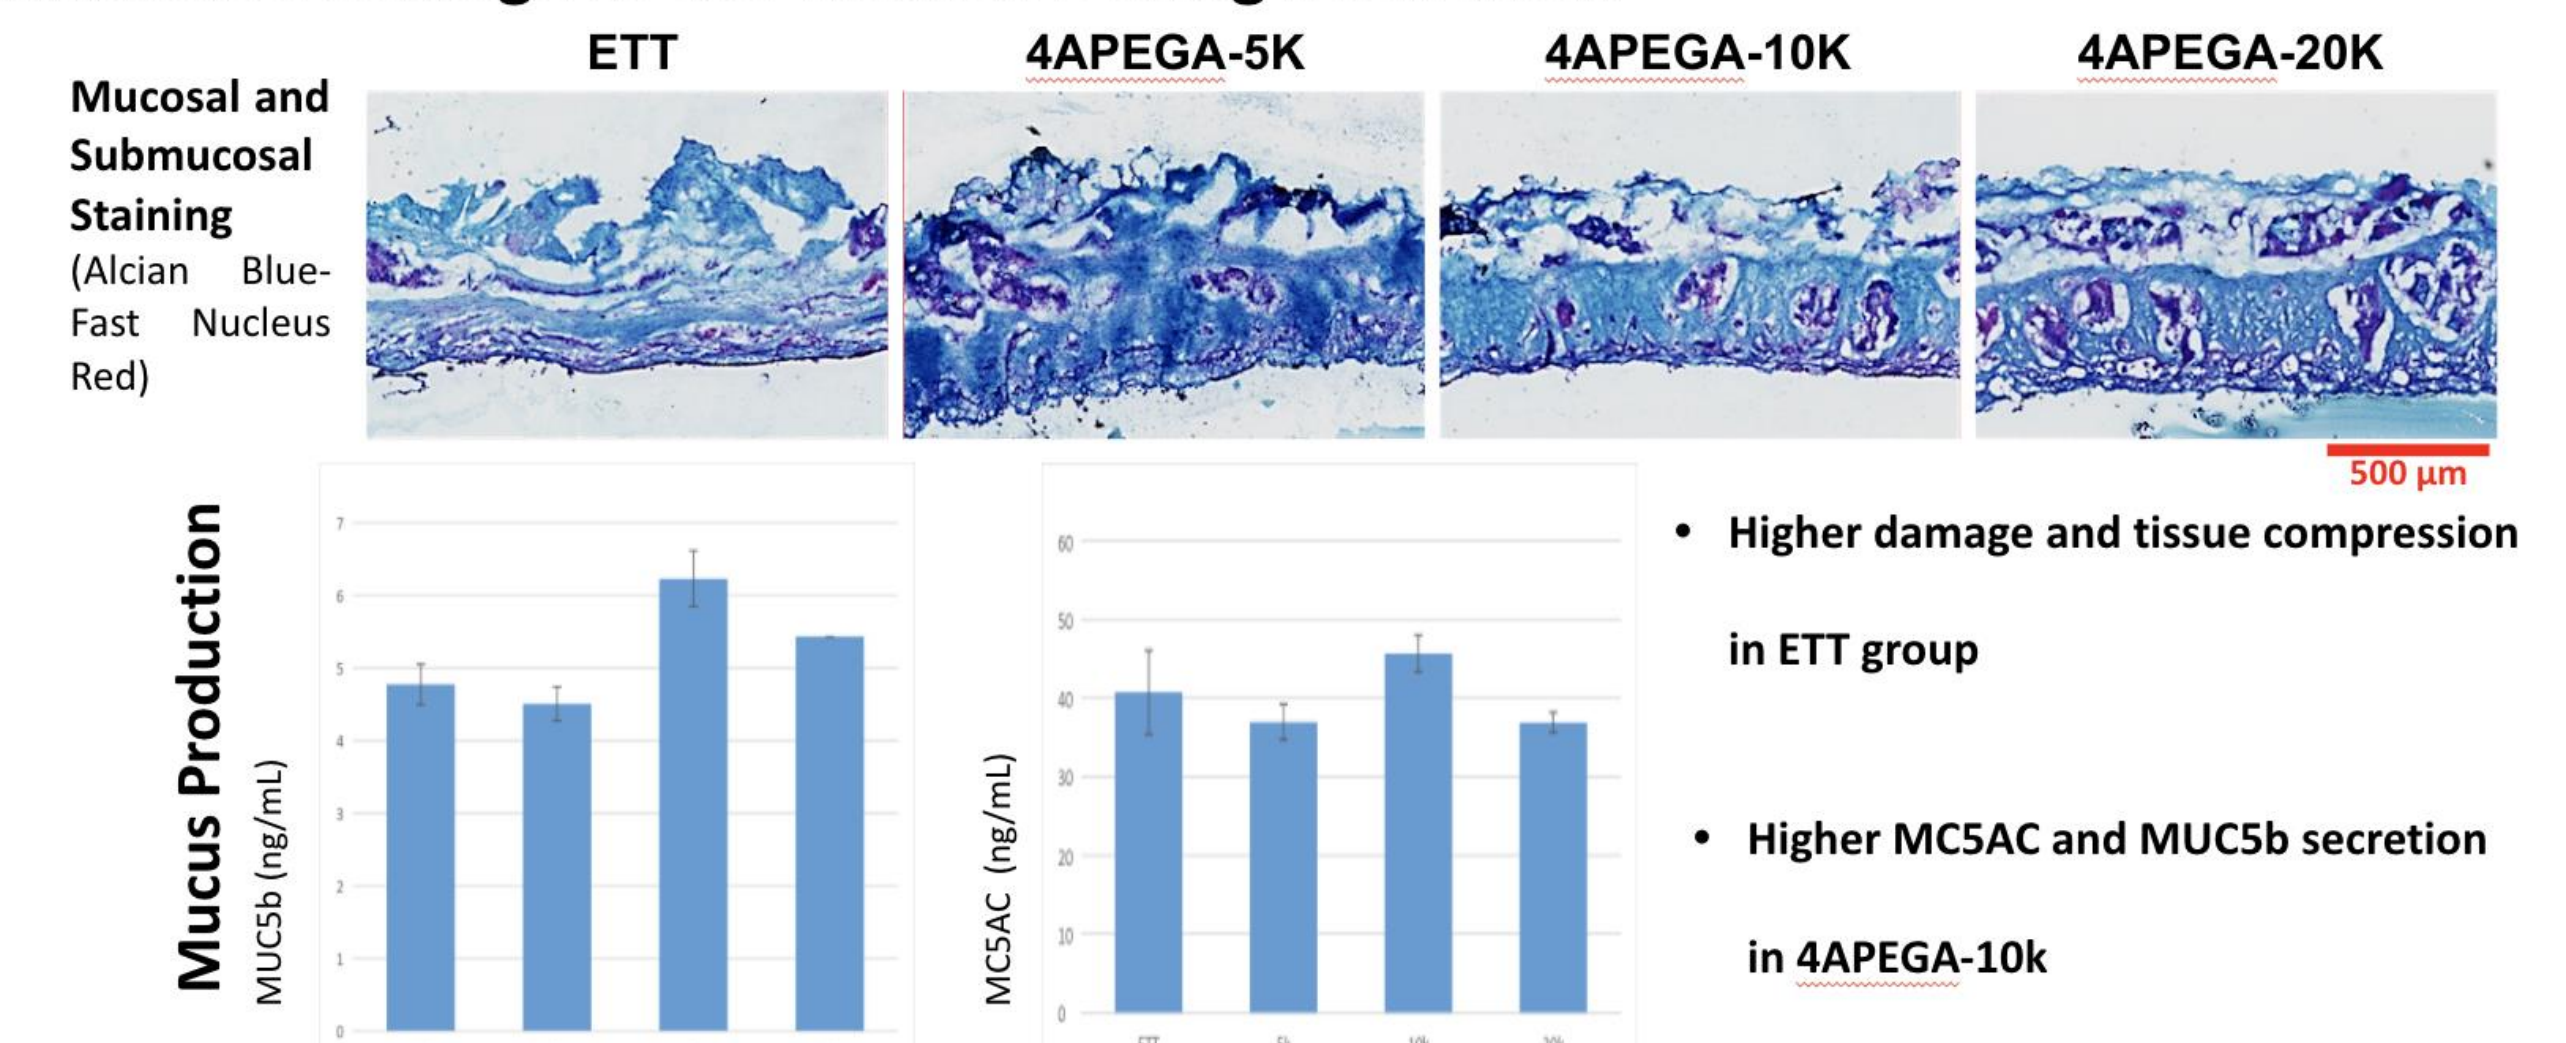 ETT
4APEGA-5K
4APEGA-10K
4APEGA-20K
Mucosal and
Submucosal
Staining
(Alcian Blue-
Fast Nucleus
Red)
500 µm
Mucus Production
MUC5b (ng/mL)
7
6
5
4
3
2
1
0
MC5AC (ng/mL)
60
50
40
30
20
10
0
• Higher damage and tissue compression
in ETT group
• Higher MC5AC and MUC5b secretion
in 4APEGA-10k